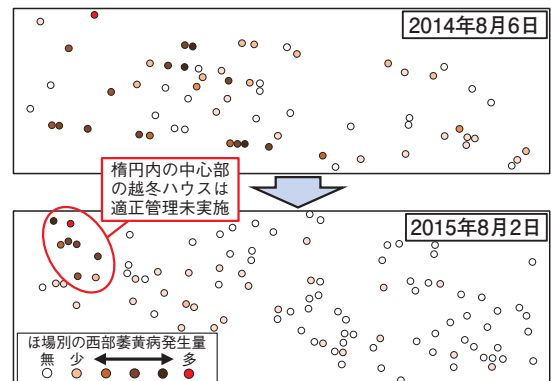 2014年8月6日
楕円内の中心部
の越冬ハウスは
適正管理未実施
2015年8月2日
ほ場別の西部萎黄病発生量
無 少 多